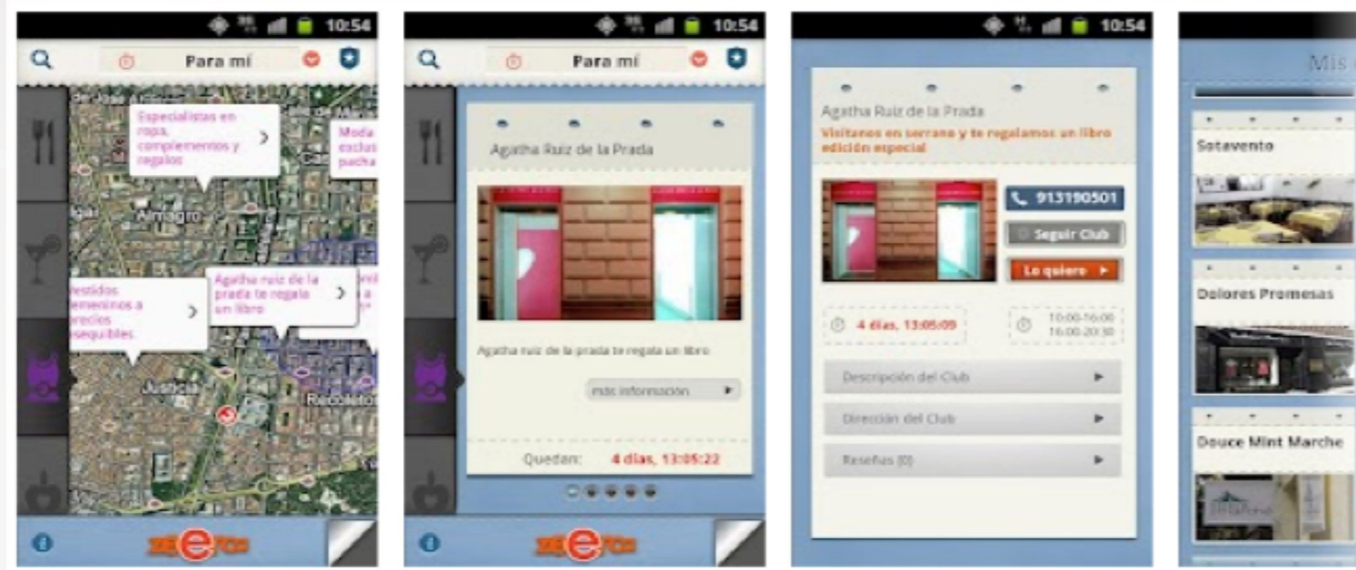 10:54
Para mí
Especialistas en
ropa,
complementos y
regalos
Moda
exclus
pacha
Almagro
Agatha ruiz de la
prada te regala
un libro
estidos
emeninos a
recios
sequibles.
Justicia
Recoletos
10:54
Para mí
Agatha Ruiz de la Prada
Agatha ruiz de la prada te regala un libro
más información
Quedan: 4 días, 13:05:22
10:54
Agatha Ruiz de la Prada
Visitanos en serrano y te regalamos un libro
edición especial
913190501
Seguir Club
Lo quiero
4 días, 13:05:09
10:00-16:00
16:00-20:30
Descripción del Club
Dirección del Club
Reseñas (0)
Mis
Sotavento
Dolores Promesas
Douce Mint Marche